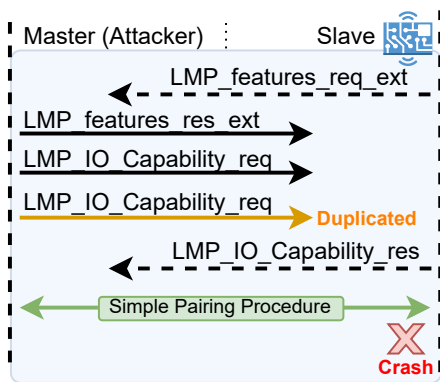 Master (Attacker) Slave
LMP_features_req_ext
LMP_features_res_ext
LMP_IO_Capability_req
LMP_IO_Capability_req
Duplicated
LMP_IO_Capability_res
Simple Pairing Procedure
Crash